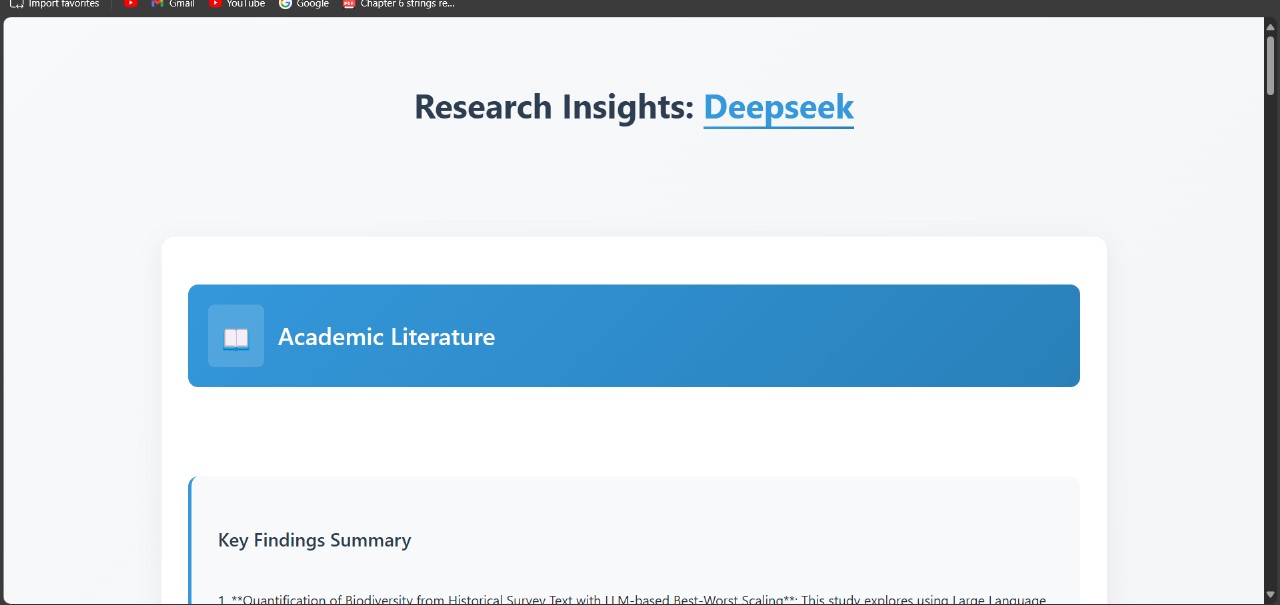 Import favorites Gmail YouTube Google Chapter 6 strings re...
Research Insights: Deepseek
Academic Literature
Key Findings Summary
1. **Quantification of Biodiversity from Historical Survey Text with LLM-based Best-Worst Scaling**: This study explores using Large Language